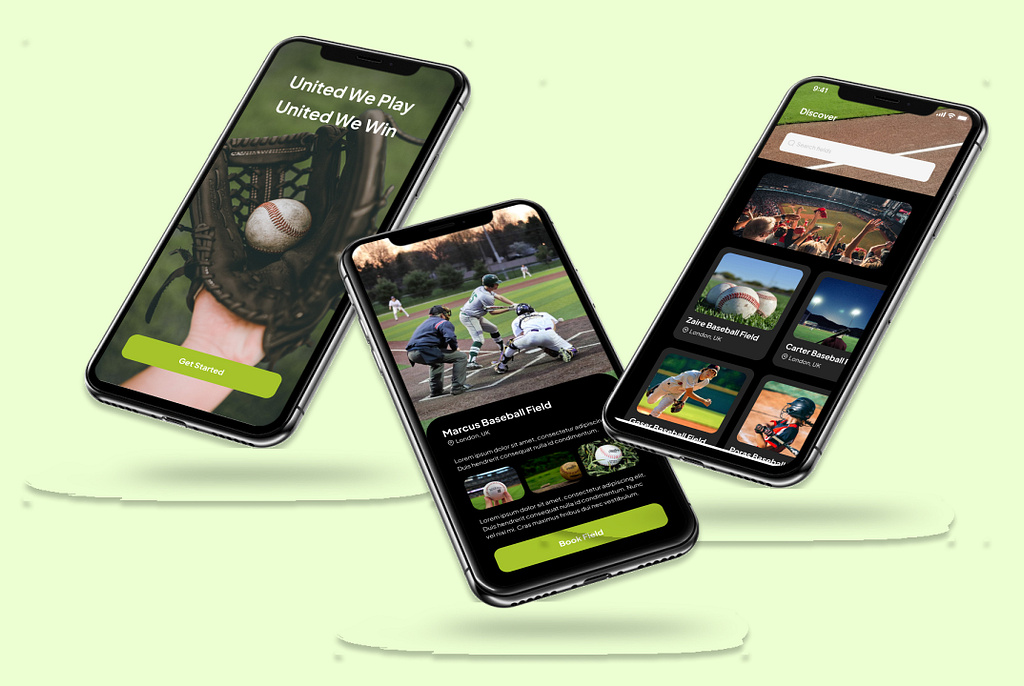 United We Play
United We Win
Get Started
Marcus Baseball Field
London, UK
Lorem ipsum dolor sit amet, consectetur adipiscing
Duis hendrerit consequat nulla id condimentum.
Lorem ipsum dolor sit amet, consectetur adipiscing elit.
Duis hendrerit consequat nulla id condimentum. Nunc
vel nisi mi. Cras maximus finibus dui nec vestibulum.
Book Field
9:41
Discover
Search fields
Zaire Baseball Field
London, UK
Carter Baseball F
London, UK
Gaser Baseball Field
Poras Baseball